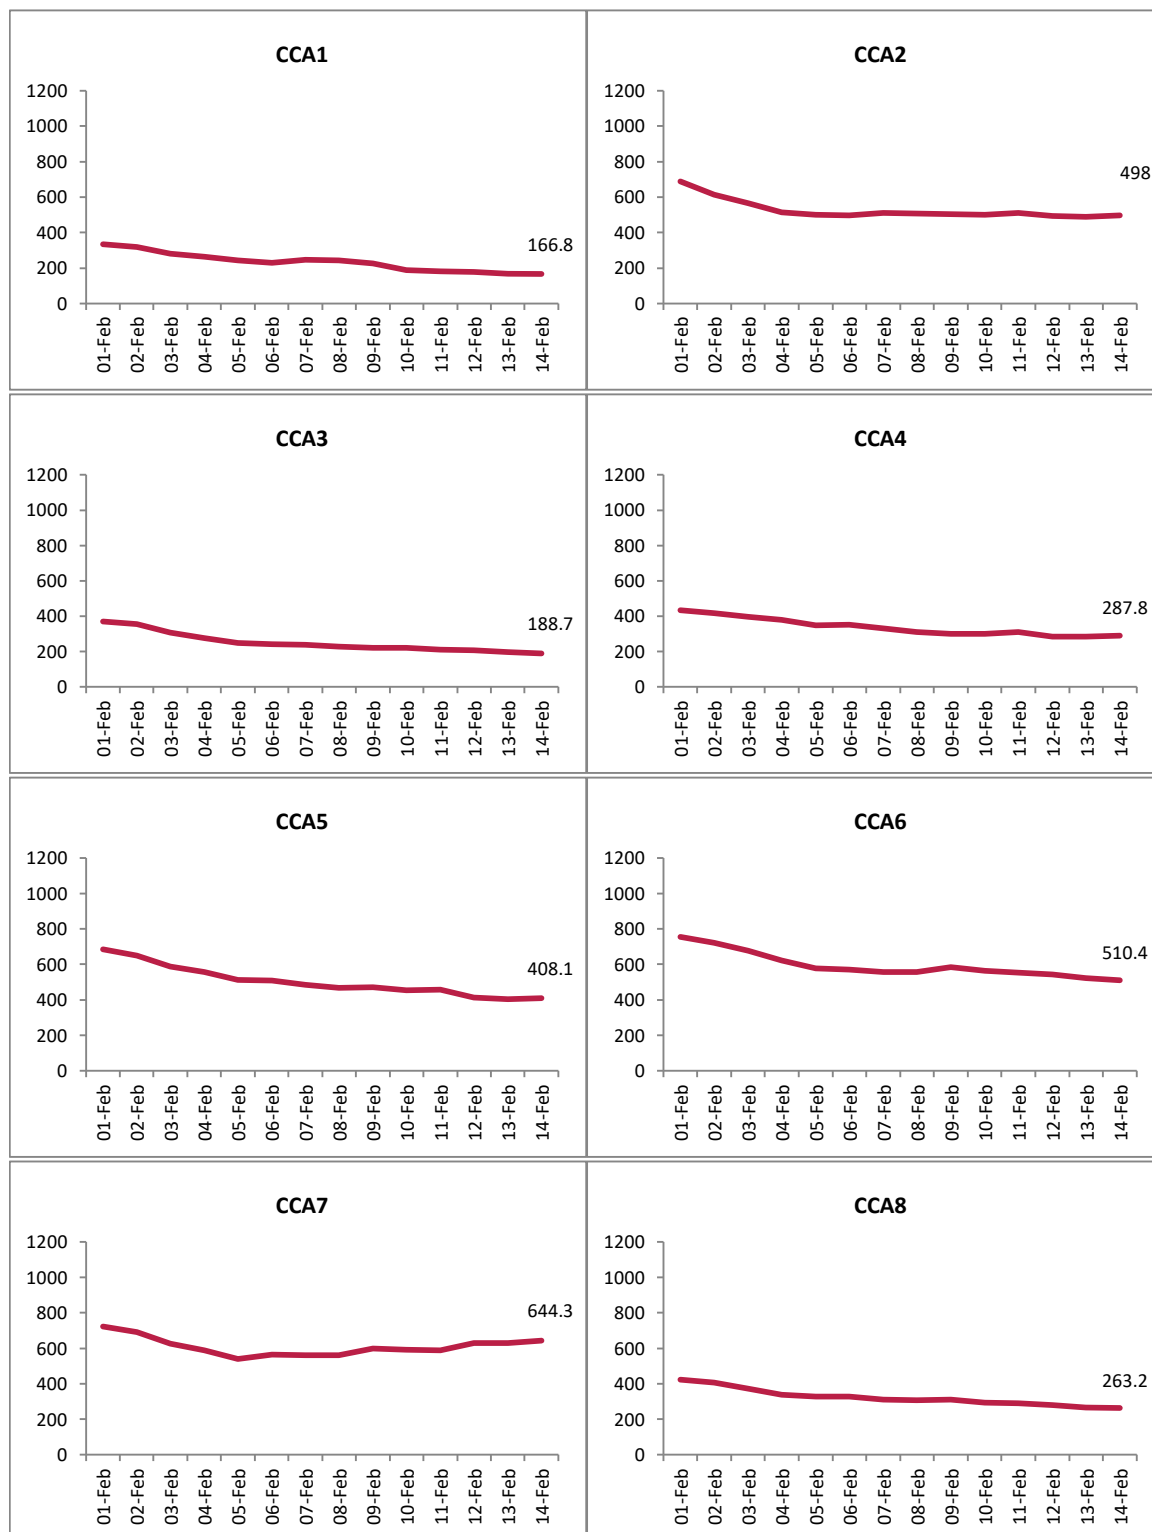 CCA1
1200
1000
800
600
400
200
0
166.8
01-Feb
02-Feb
03-Feb
04-Feb
05-Feb
06-Feb
07-Feb
08-Feb
09-Feb
10-Feb
11-Feb
12-Feb
13-Feb
14-Feb
CCA2
1200
1000
800
600
400
200
0
498
01-Feb
02-Feb
03-Feb
04-Feb
05-Feb
06-Feb
07-Feb
08-Feb
09-Feb
10-Feb
11-Feb
12-Feb
13-Feb
14-Feb
CCA3
1200
1000
800
600
400
200
0
188.7
01-Feb
02-Feb
03-Feb
04-Feb
05-Feb
06-Feb
07-Feb
08-Feb
09-Feb
10-Feb
11-Feb
12-Feb
13-Feb
14-Feb
CCA4
1200
1000
800
600
400
200
0
287.8
01-Feb
02-Feb
03-Feb
04-Feb
05-Feb
06-Feb
07-Feb
08-Feb
09-Feb
10-Feb
11-Feb
12-Feb
13-Feb
14-Feb
CCA5
1200
1000
800
600
400
200
0
408.1
01-Feb
02-Feb
03-Feb
04-Feb
05-Feb
06-Feb
07-Feb
08-Feb
09-Feb
10-Feb
11-Feb
12-Feb
13-Feb
14-Feb
CCA6
1200
1000
800
600
400
200
0
510.4
01-Feb
02-Feb
03-Feb
04-Feb
05-Feb
06-Feb
07-Feb
08-Feb
09-Feb
10-Feb
11-Feb
12-Feb
13-Feb
14-Feb
CCA7
1200
1000
800
600
400
200
0
644.3
01-Feb
02-Feb
03-Feb
04-Feb
05-Feb
06-Feb
07-Feb
08-Feb
09-Feb
10-Feb
11-Feb
12-Feb
13-Feb
14-Feb
CCA8
1200
1000
800
600
400
200
0
263.2
01-Feb
02-Feb
03-Feb
04-Feb
05-Feb
06-Feb
07-Feb
08-Feb
09-Feb
10-Feb
11-Feb
12-Feb
13-Feb
14-Feb